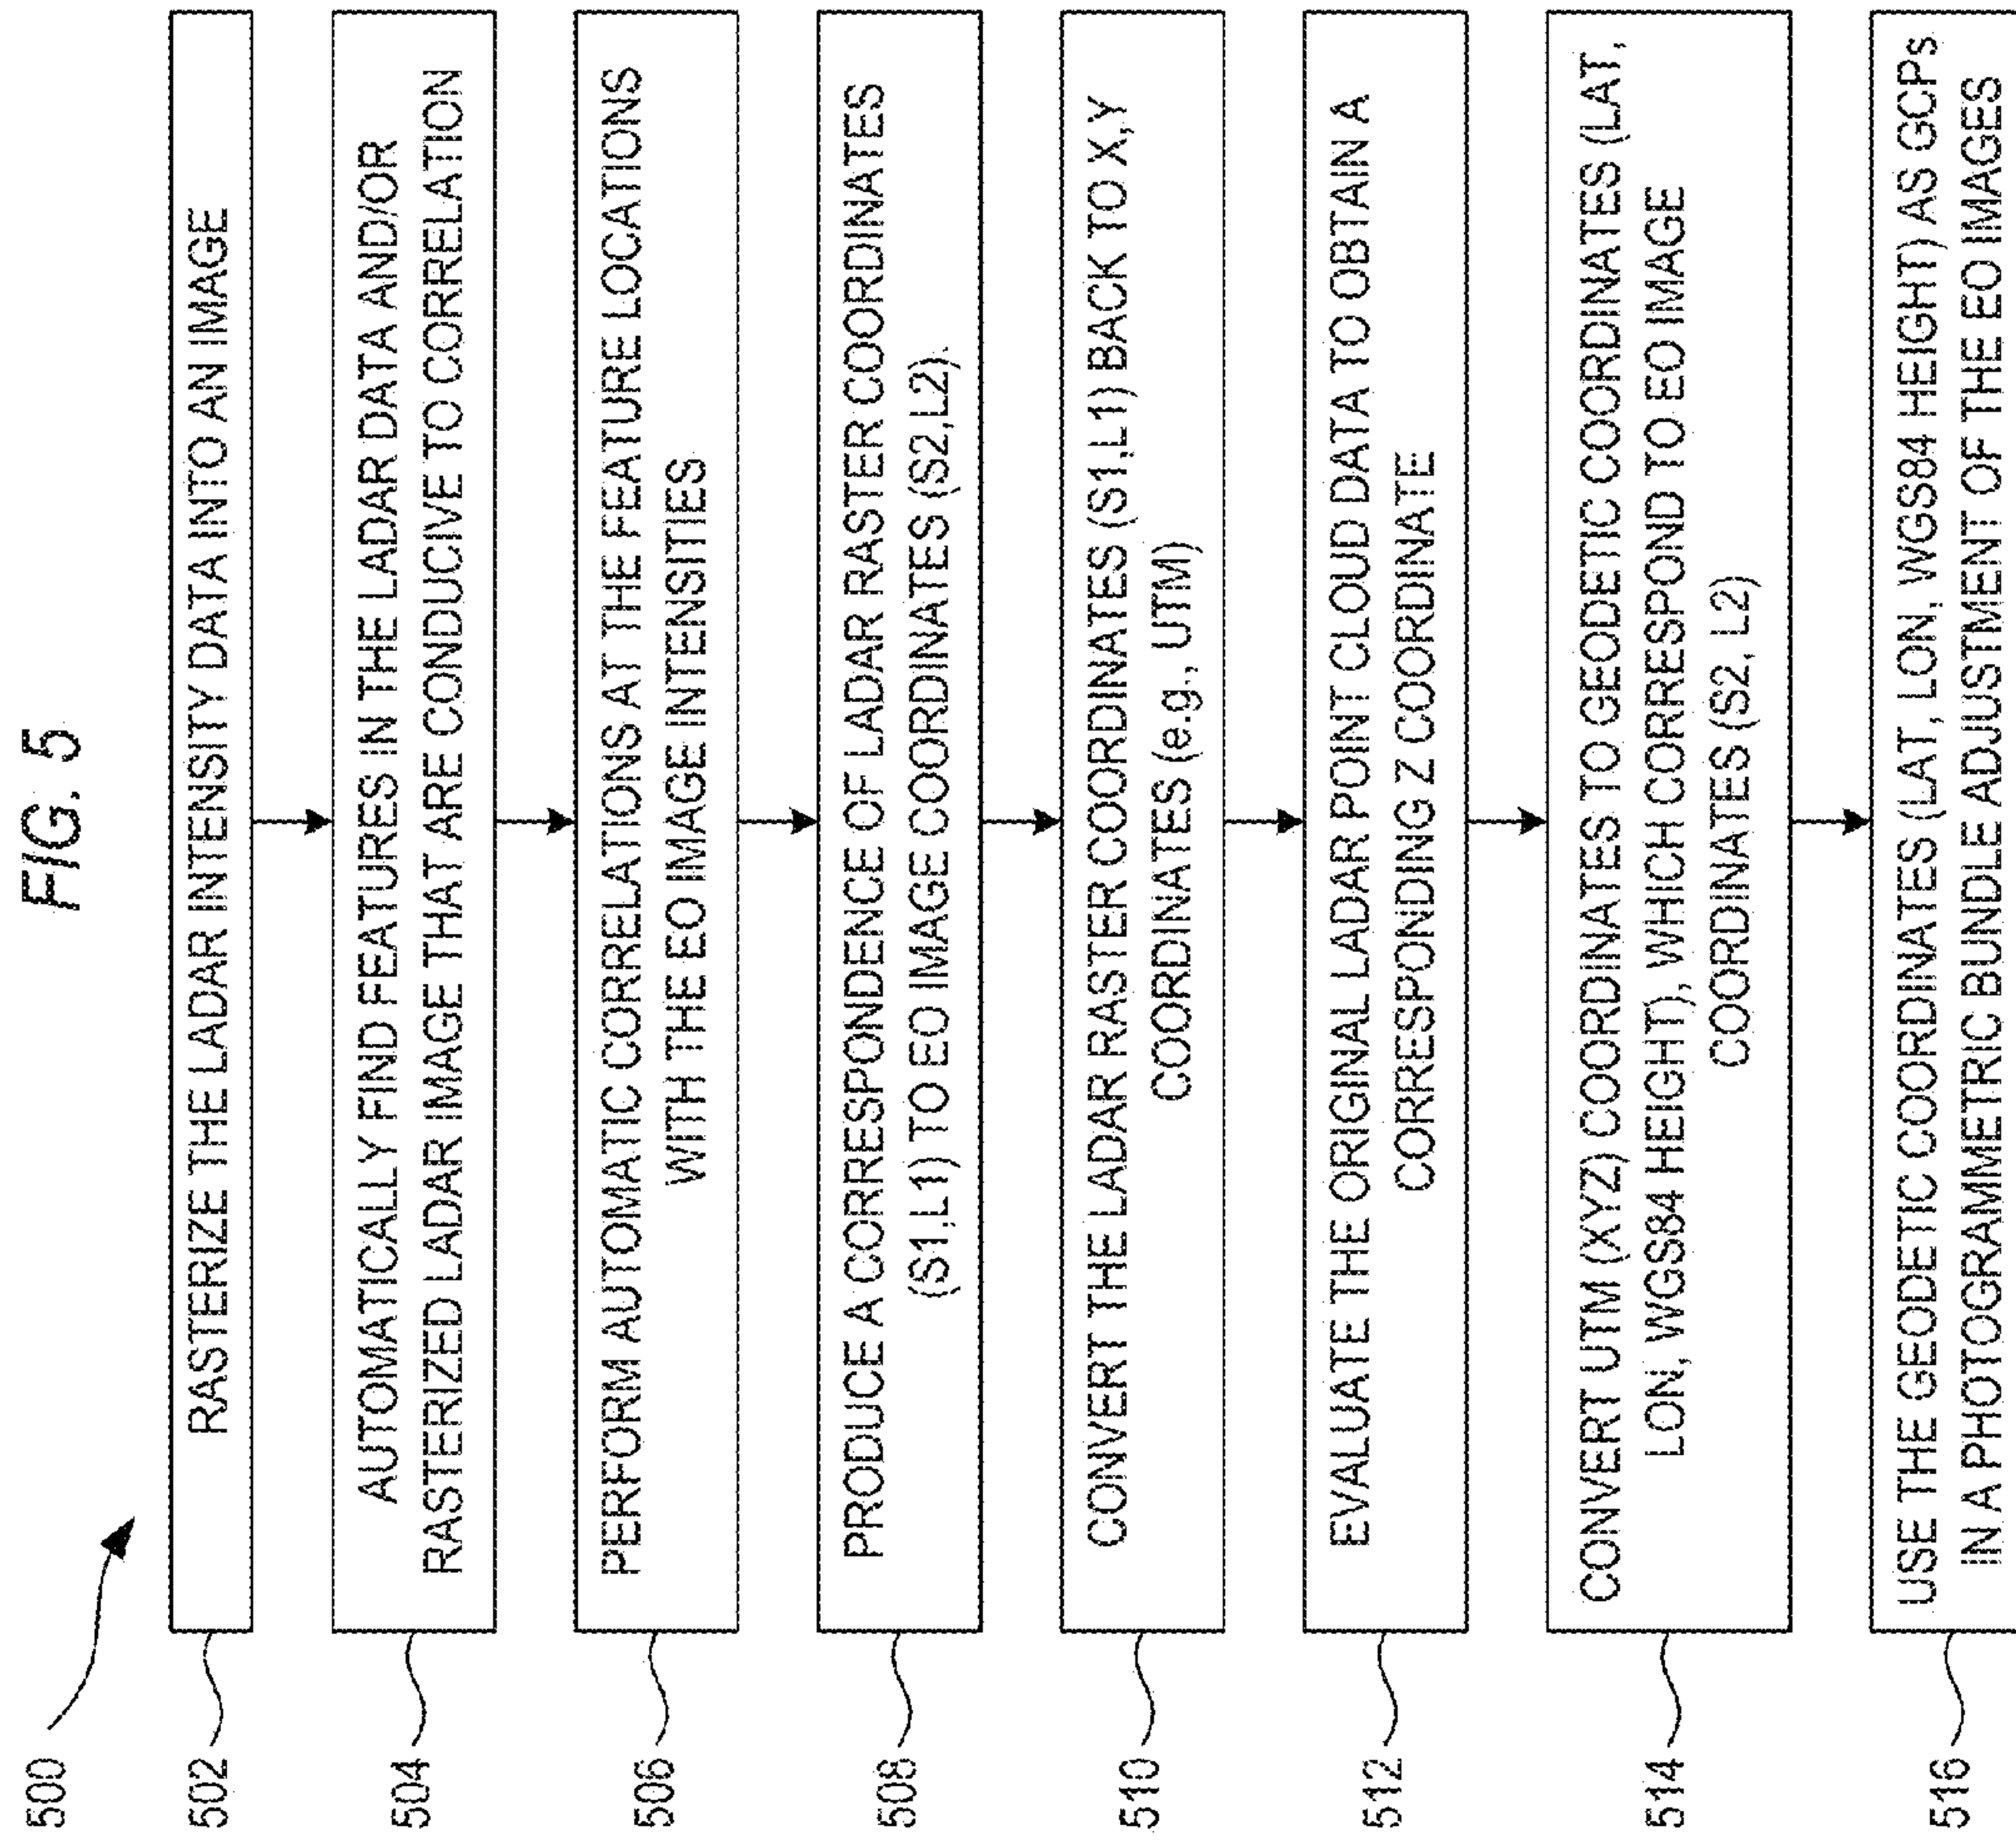 FIG. 5
500
502
RASTERIZE THE LADAR INTENSITY DATA INTO AN IMAGE
504
AUTOMATICALLY FIND FEATURES IN THE LADAR DATA AND/OR
RASTERIZED LADAR IMAGE THAT ARE CONDUCIVE TO CORRELATION
506
PERFORM AUTOMATIC CORRELATIONS AT THE FEATURE LOCATIONS
WITH THE EO IMAGE INTENSITIES
508
PRODUCE A CORRESPONDENCE OF LADAR RASTER COORDINATES
(S1,L1) TO EO IMAGE COORDINATES (S2,L2)
510
CONVERT THE LADAR RASTER COORDINATES (S1,L1) BACK TO X,Y
COORDINATES (e.g., UTM)
512
EVALUATE THE ORIGINAL LADAR POINT CLOUD DATA TO OBTAIN A
CORRESPONDING Z COORDINATE
514
CONVERT UTM (XYZ) COORDINATES TO GEODETIC COORDINATES (LAT,
LON, WGS84 HEIGHT), WHICH CORRESPOND TO EO IMAGE
COORDINATES (S2, L2)
516
USE THE GEODETIC COORDINATES (LAT, LON, WGS84 HEIGHT) AS GCPs
IN A PHOTOGRAMMETRIC BUNDLE ADJUSTMENT OF THE EO IMAGES